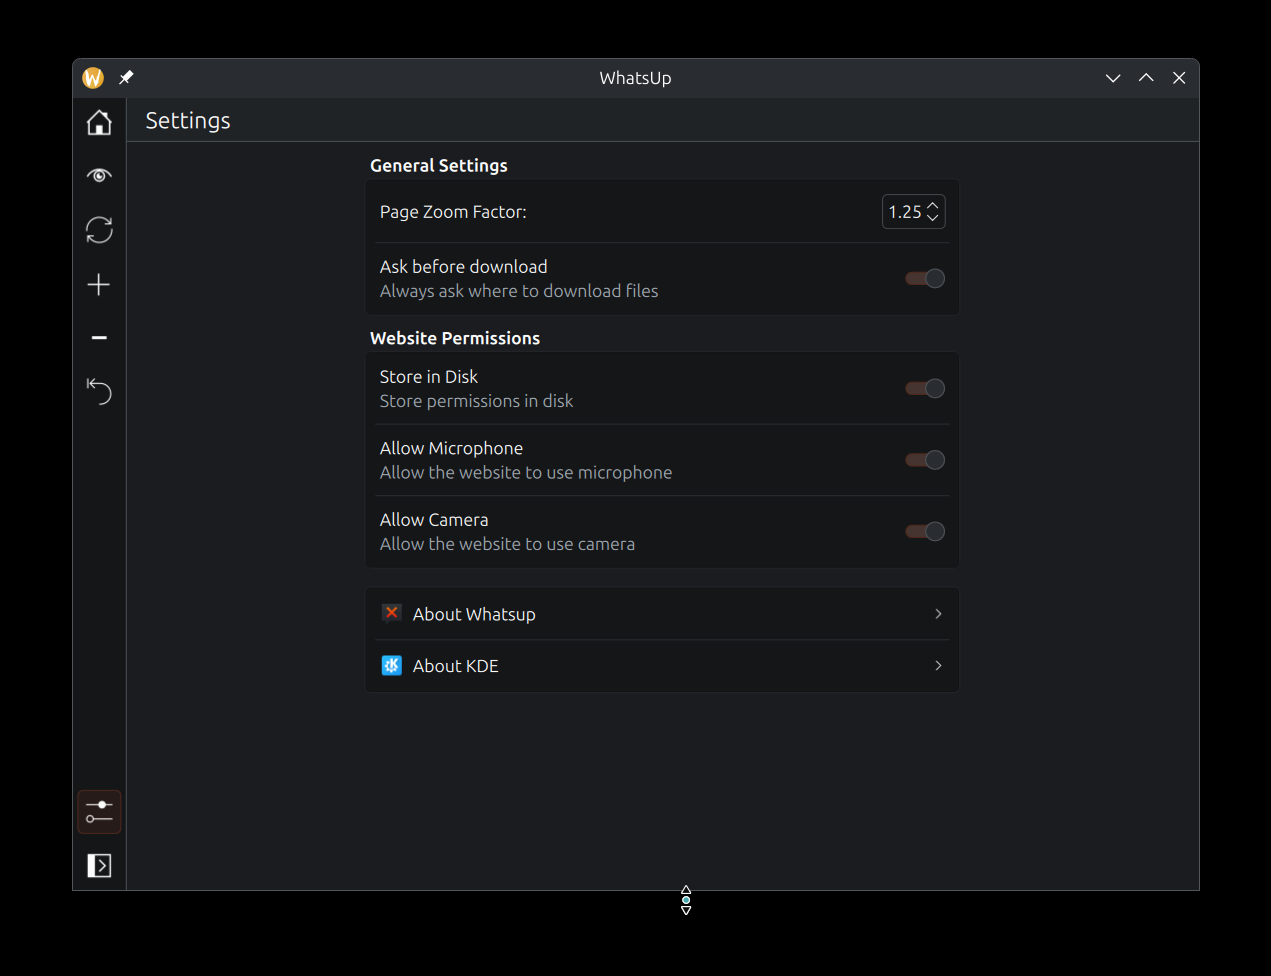 WhatsUp
Settings
General Settings
Page Zoom Factor:
1.25
Ask before download
Always ask where to download files
Website Permissions
Store in Disk
Store permissions in disk
Allow Microphone
Allow the website to use microphone
Allow Camera
Allow the website to use camera
About Whatsup
About KDE